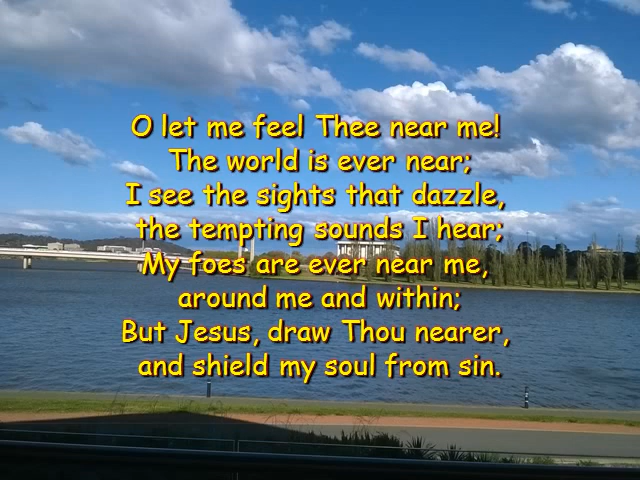 O let me feel Thee near me!
The world is ever near;
I see the sights that dazzle,
the tempting sounds I hear;
My foes are ever near me,
around me and within;
But Jesus, draw Thou nearer,
and shield my soul from sin.